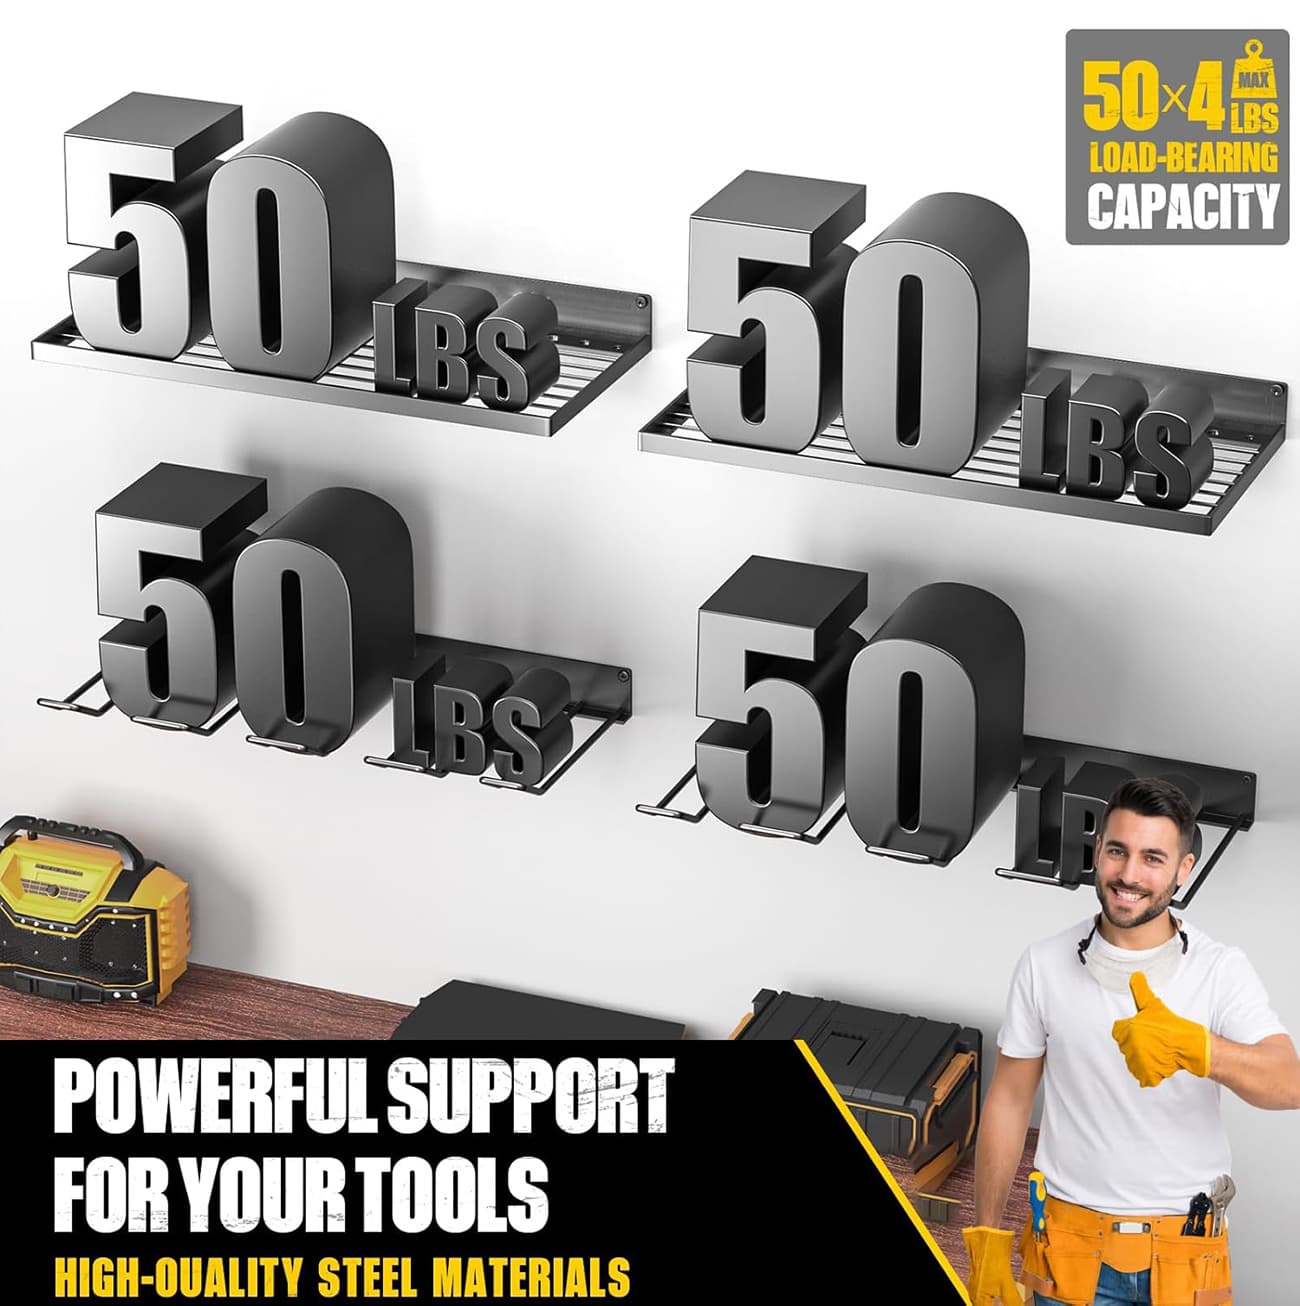 50×4 MAX LBS
LOAD-BEARING
CAPACITY
50 LBS
50 LBS
50 LBS
50 LBS
POWERFUL SUPPORT
FOR YOUR TOOLS
HIGH-QUALITY STEEL MATERIALS